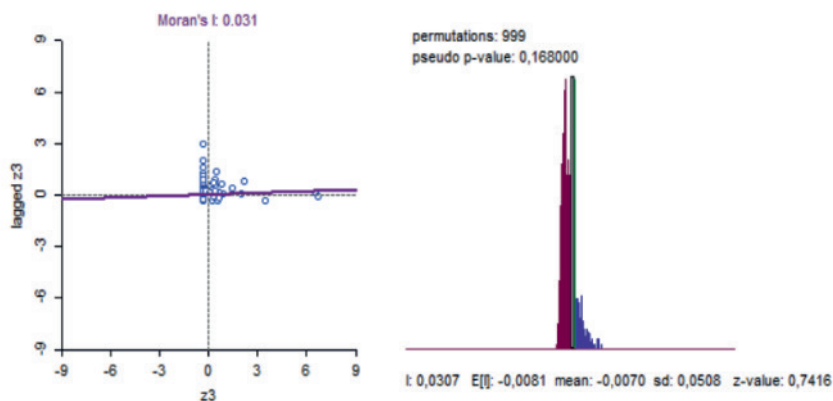 Moran's I: 0.031
9
6
3
0
-3
-6
-9
lagged z3
-9 -6 -3 0 3 6 9
z3
permutations: 999
pseudo p-value: 0,168000
I: 0,0307 E[I]: -0,0081 mean: -0,0070 sd: 0,0508 z-value: 0,7416